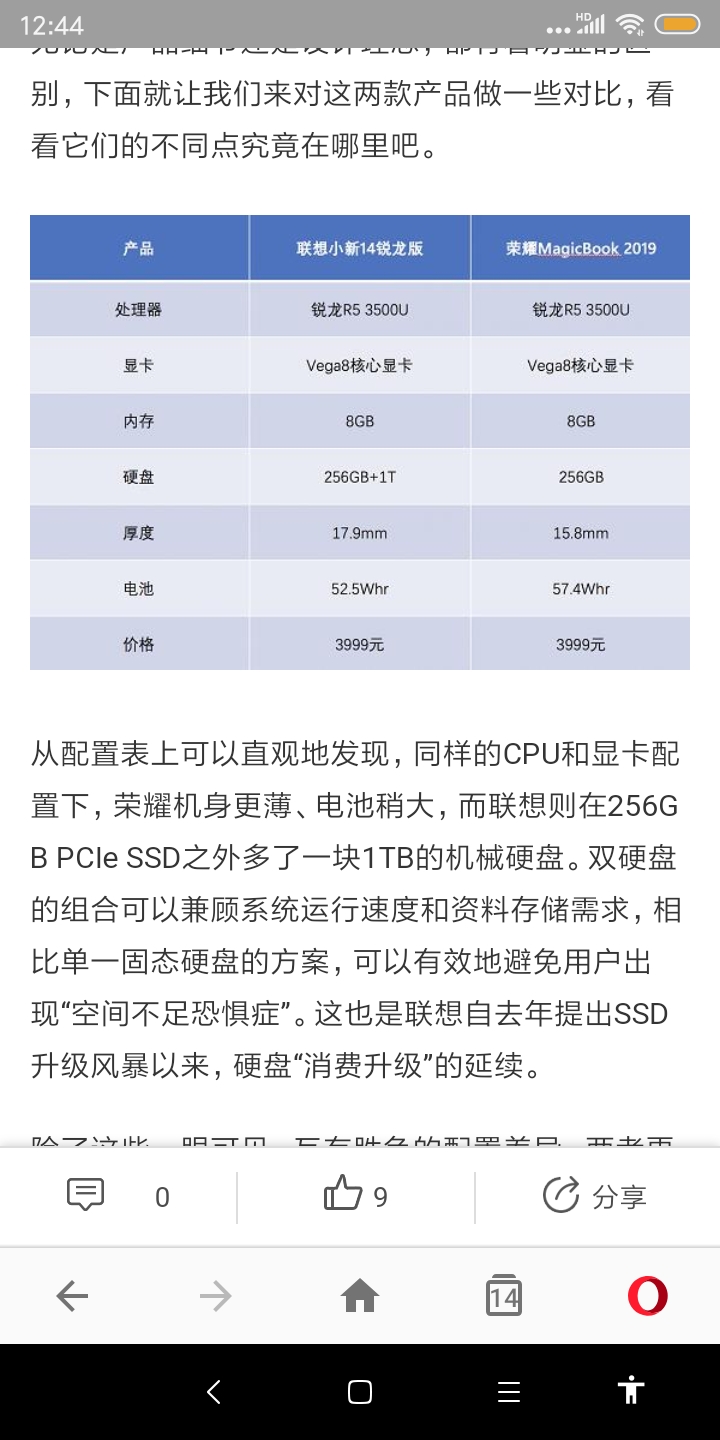 12:44
HD
别，下面就让我们来对这两款产品做一些对比，看
看它们的不同点究竟在哪里吧。
产品 联想小新14锐龙版 荣耀MagicBook 2019
处理器 锐龙R5 3500U 锐龙R5 3500U
显卡 Vega8核心显卡 Vega8核心显卡
内存 8GB 8GB
硬盘 256GB+1T 256GB
厚度 17.9mm 15.8mm
电池 52.5Whr 57.4Whr
价格 3999元 3999元
从配置表上可以直观地发现，同样的CPU和显卡配
置下，荣耀机身更薄、电池稍大，而联想则在256G
B PCIe SSD之外多了一块1TB的机械硬盘。双硬盘
的组合可以兼顾系统运行速度和资料存储需求，相
比单一固态硬盘的方案，可以有效地避免用户出
现“空间不足恐惧症”。这也是联想自去年提出SSD
升级风暴以来，硬盘“消费升级”的延续。
0 9 分享
14